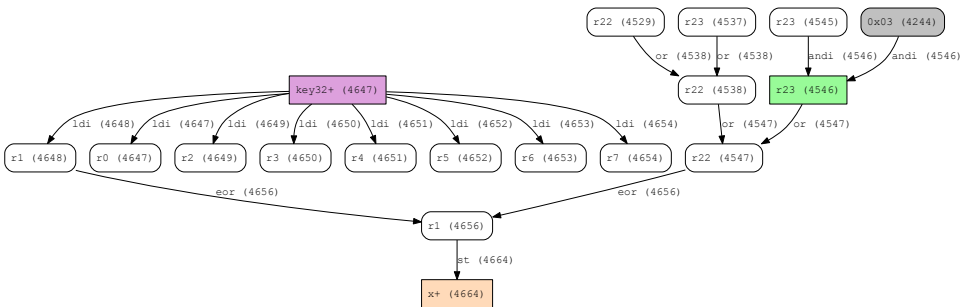 r22 (4529) r23 (4537) r23 (4545) 0x03 (4244)
or (4538) or (4538) andi (4546) andi (4546)
key32+ (4647) r22 (4538) r23 (4546)
ldi (4648) ldi (4647) ldi (4649) ldi (4650) ldi (4651) ldi (4652) ldi (4653) ldi (4654) or (4547) or (4547)
r1 (4648) r0 (4647) r2 (4649) r3 (4650) r4 (4651) r5 (4652) r6 (4653) r7 (4654) r22 (4547)
eor (4656) eor (4656)
r1 (4656)
st (4664)
x+ (4664)